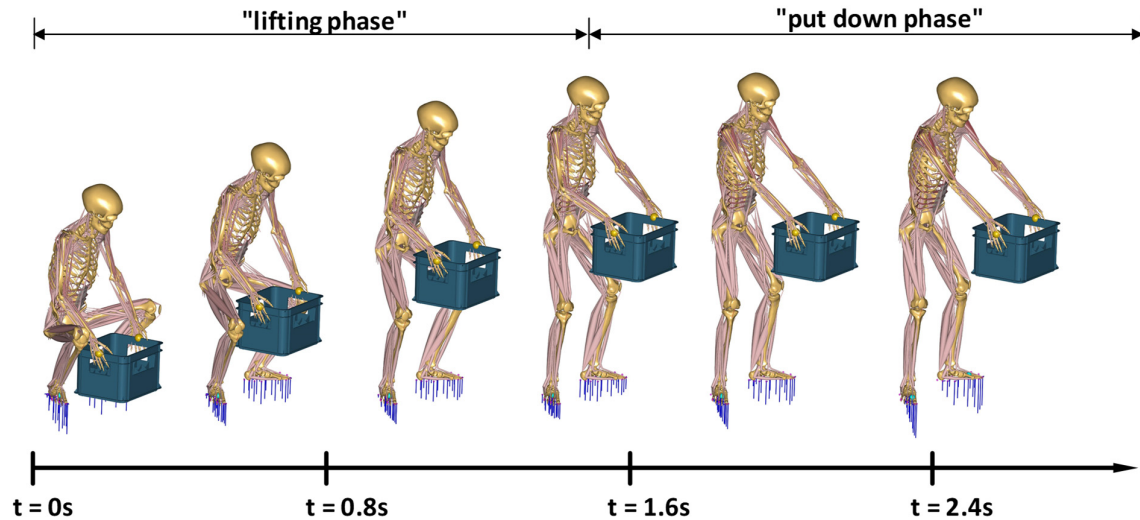 "lifting phase"
"put down phase"
t = 0s
t = 0.8s
t = 1.6s
t = 2.4s